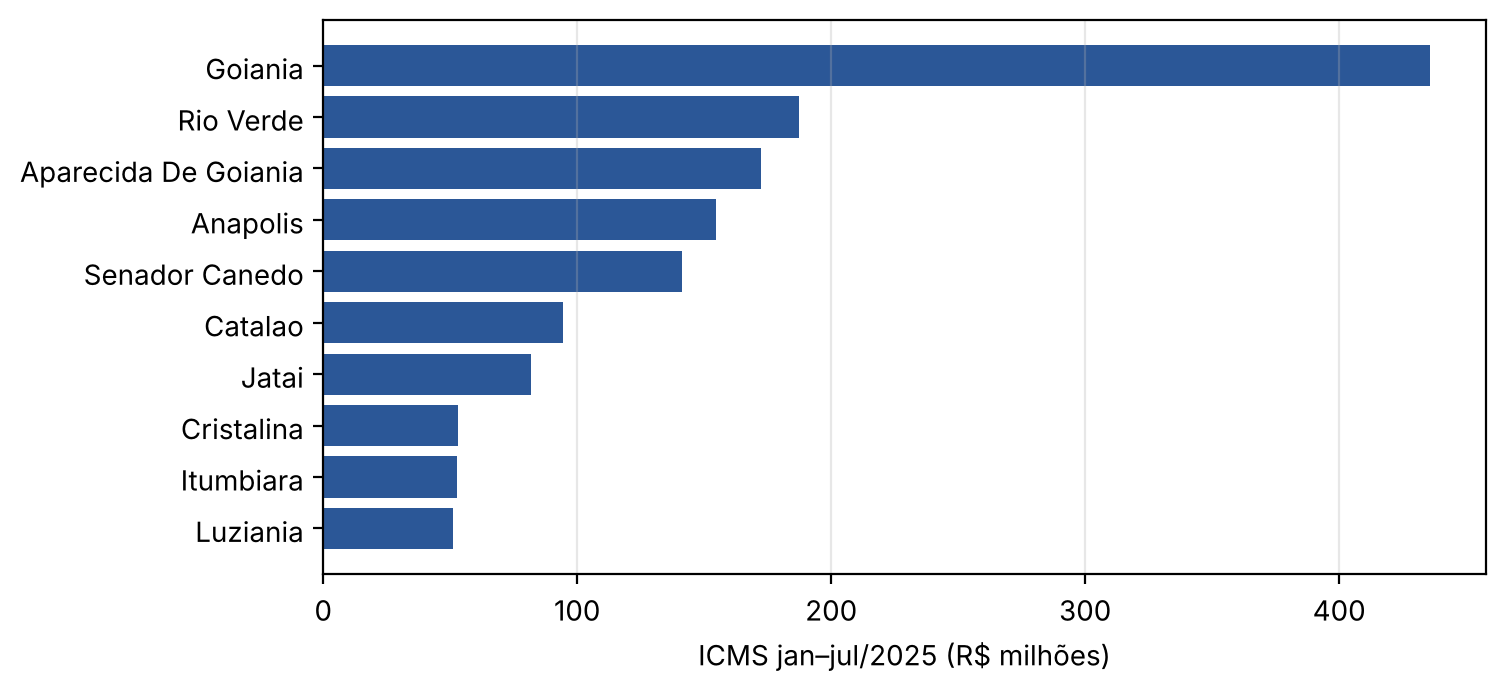 Goiania
Rio Verde
Aparecida De Goiania
Anapolis
Senador Canedo
Catalao
Jatai
Cristalina
Itumbiara
Luziania
0 100 200 300 400
ICMS jan–jul/2025 (R$ milhões)